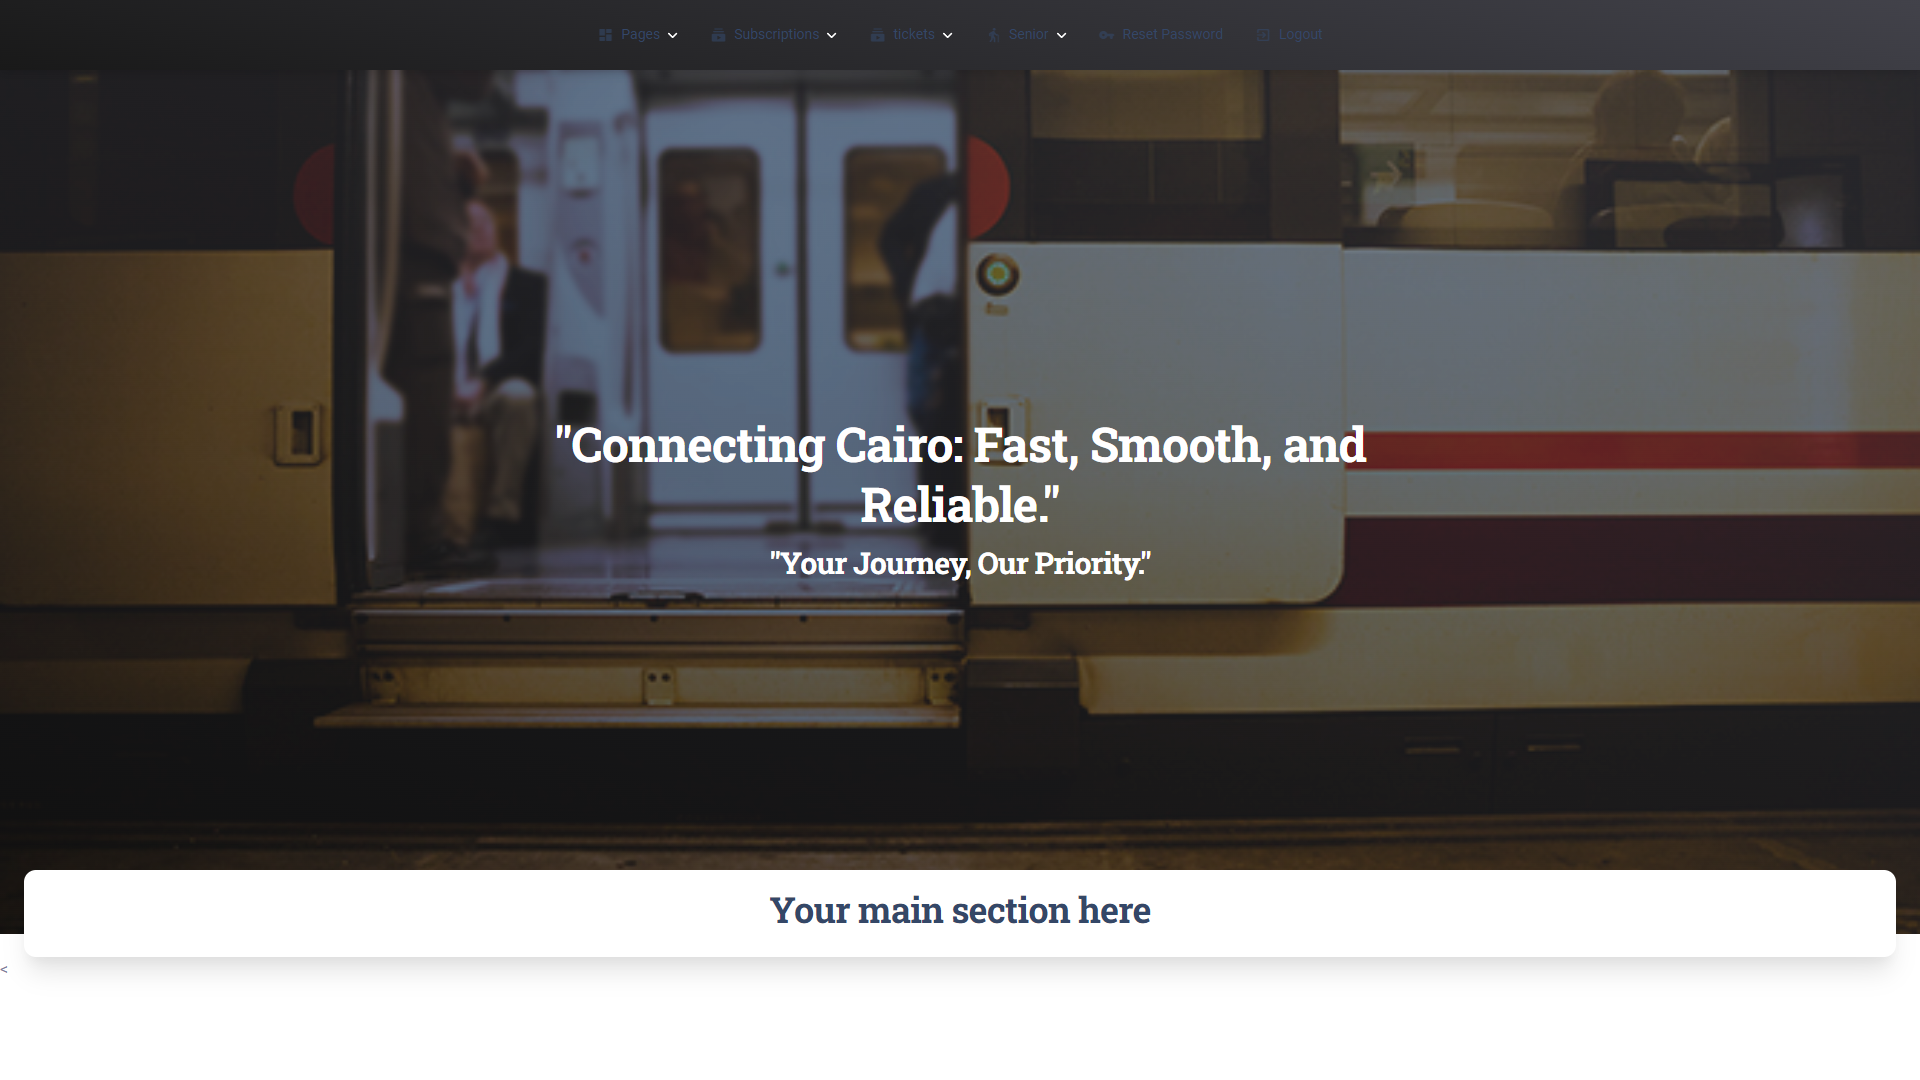 Pages Subscriptions tickets Senior Reset Password Logout
"Connecting Cairo: Fast, Smooth, and
Reliable."
"Your Journey, Our Priority."
Your main section here
<